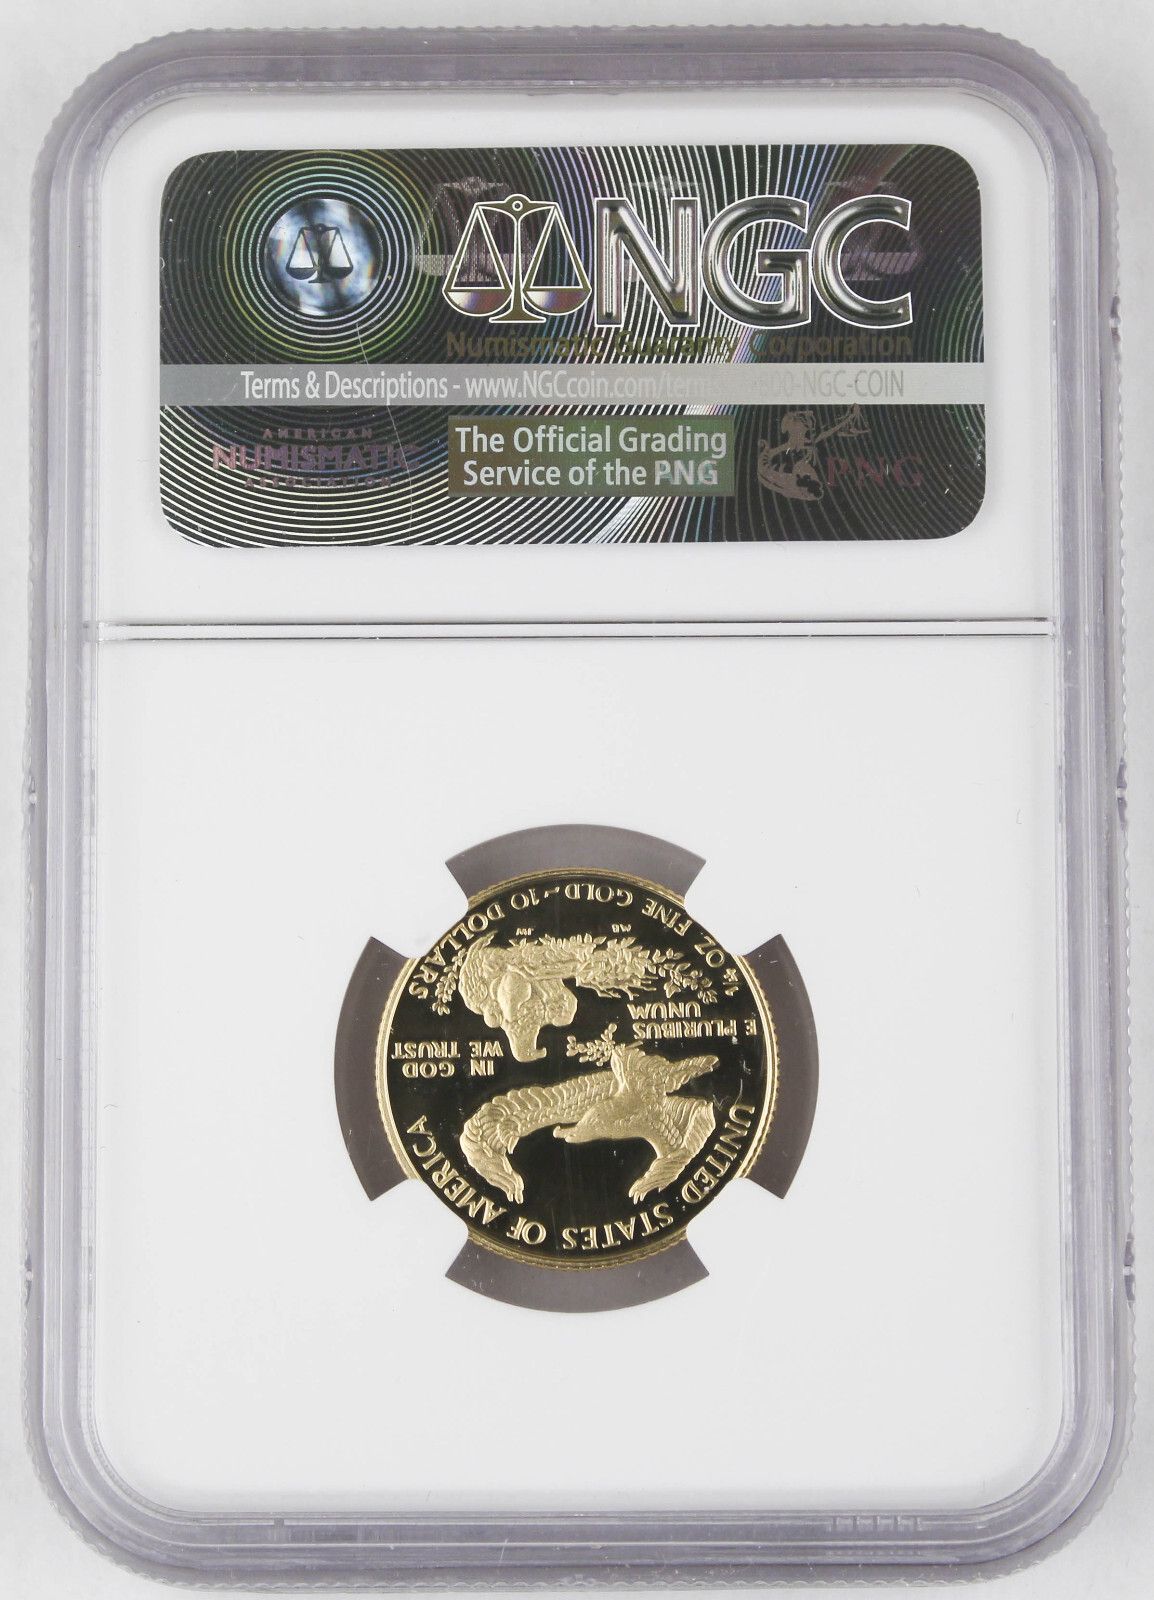 NGC
Numismatic Guaranty Corporation
Terms & Descriptions - www.NGCcoin.com/terms 800-NGC-COIN
AMERICAN
NUMISMATIC
ASSOCIATION
The Official Grading
Service of the PNG
PNG
UNITED STATES OF AMERICA
E PLURIBUS
UNUM
IN GOD
WE TRUST
MB
JW
1/4 OZ FINE GOLD~10 DOLLARS